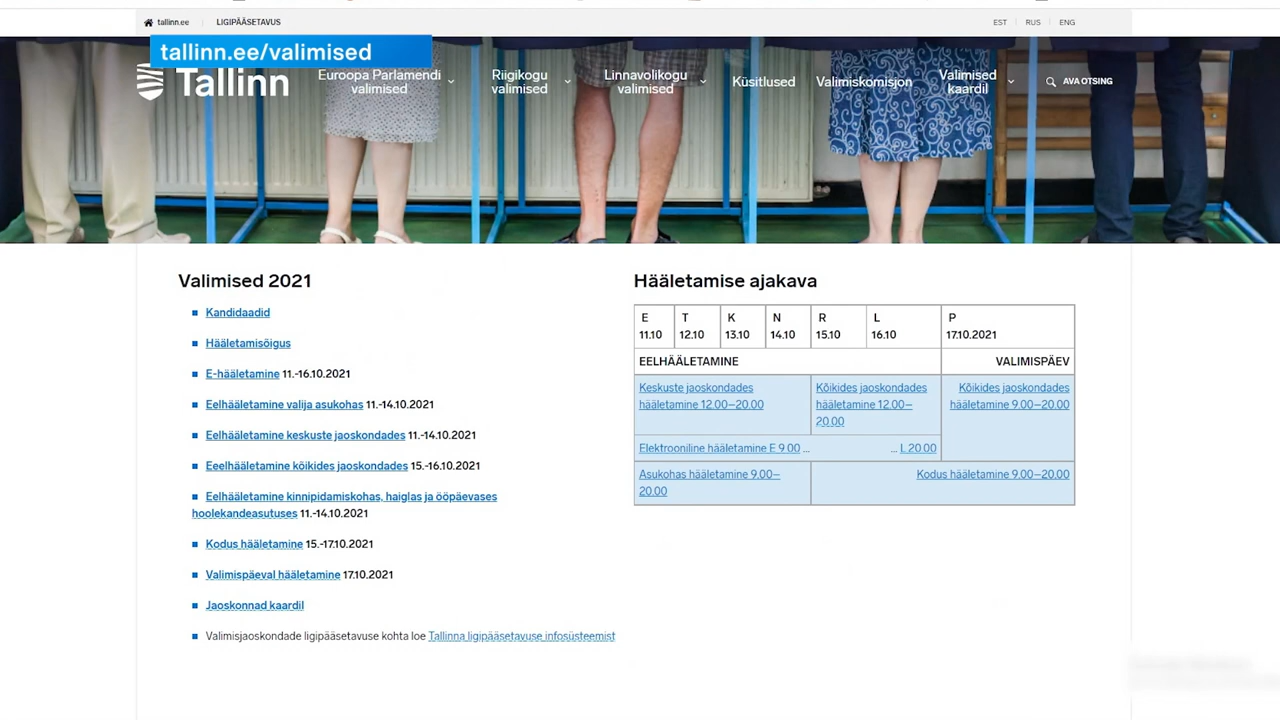 tallinn.ee
LIGIPÄÄSETAVUS
EST
RUS
ENG
tallinn.ee/valimised
Tallinn
Euroopa Parlamendi
valimised
Riigikogu
valimised
Linnavolikogu
valimised
Küsitlused
Valimiskomisjon
Valimised
kaardil
AVA OTSING
Valimised 2021
Kandidaadid
Hääletamisõigus
E-hääletamine 11.-16.10.2021
Eelhääletamine valija asukohas 11.-14.10.2021
Eelhääletamine keskuste jaoskondades 11.-14.10.2021
Eeelhääletamine kõikides jaoskondades 15.-16.10.2021
Eelhääletamine kinnipidamiskohas, haiglas ja ööpäevases
hoolekandeasutuses 11.-14.10.2021
Kodus hääletamine 15.-17.10.2021
Valimispäeval hääletamine 17.10.2021
Jaoskonnad kaardil
Valimisjaoskondade ligipääsetavuse kohta loe Tallinna ligipääsetavuse infosüsteemist
Hääletamise ajakava
E T K N R L P
11.10 12.10 13.10 14.10 15.10 16.10 17.10.2021
EELHÄÄLETAMINE VALIMISPÄEV
Keskuste jaoskondades
hääletamine 12.00–20.00
Kõikides jaoskondades
hääletamine 12.00–
20.00
Kõikides jaoskondades
hääletamine 9.00–20.00
Elektrooniline hääletamine E 9.00 ... ... L 20.00
Asukohas hääletamine 9.00–
20.00
Kodus hääletamine 9.00–20.00